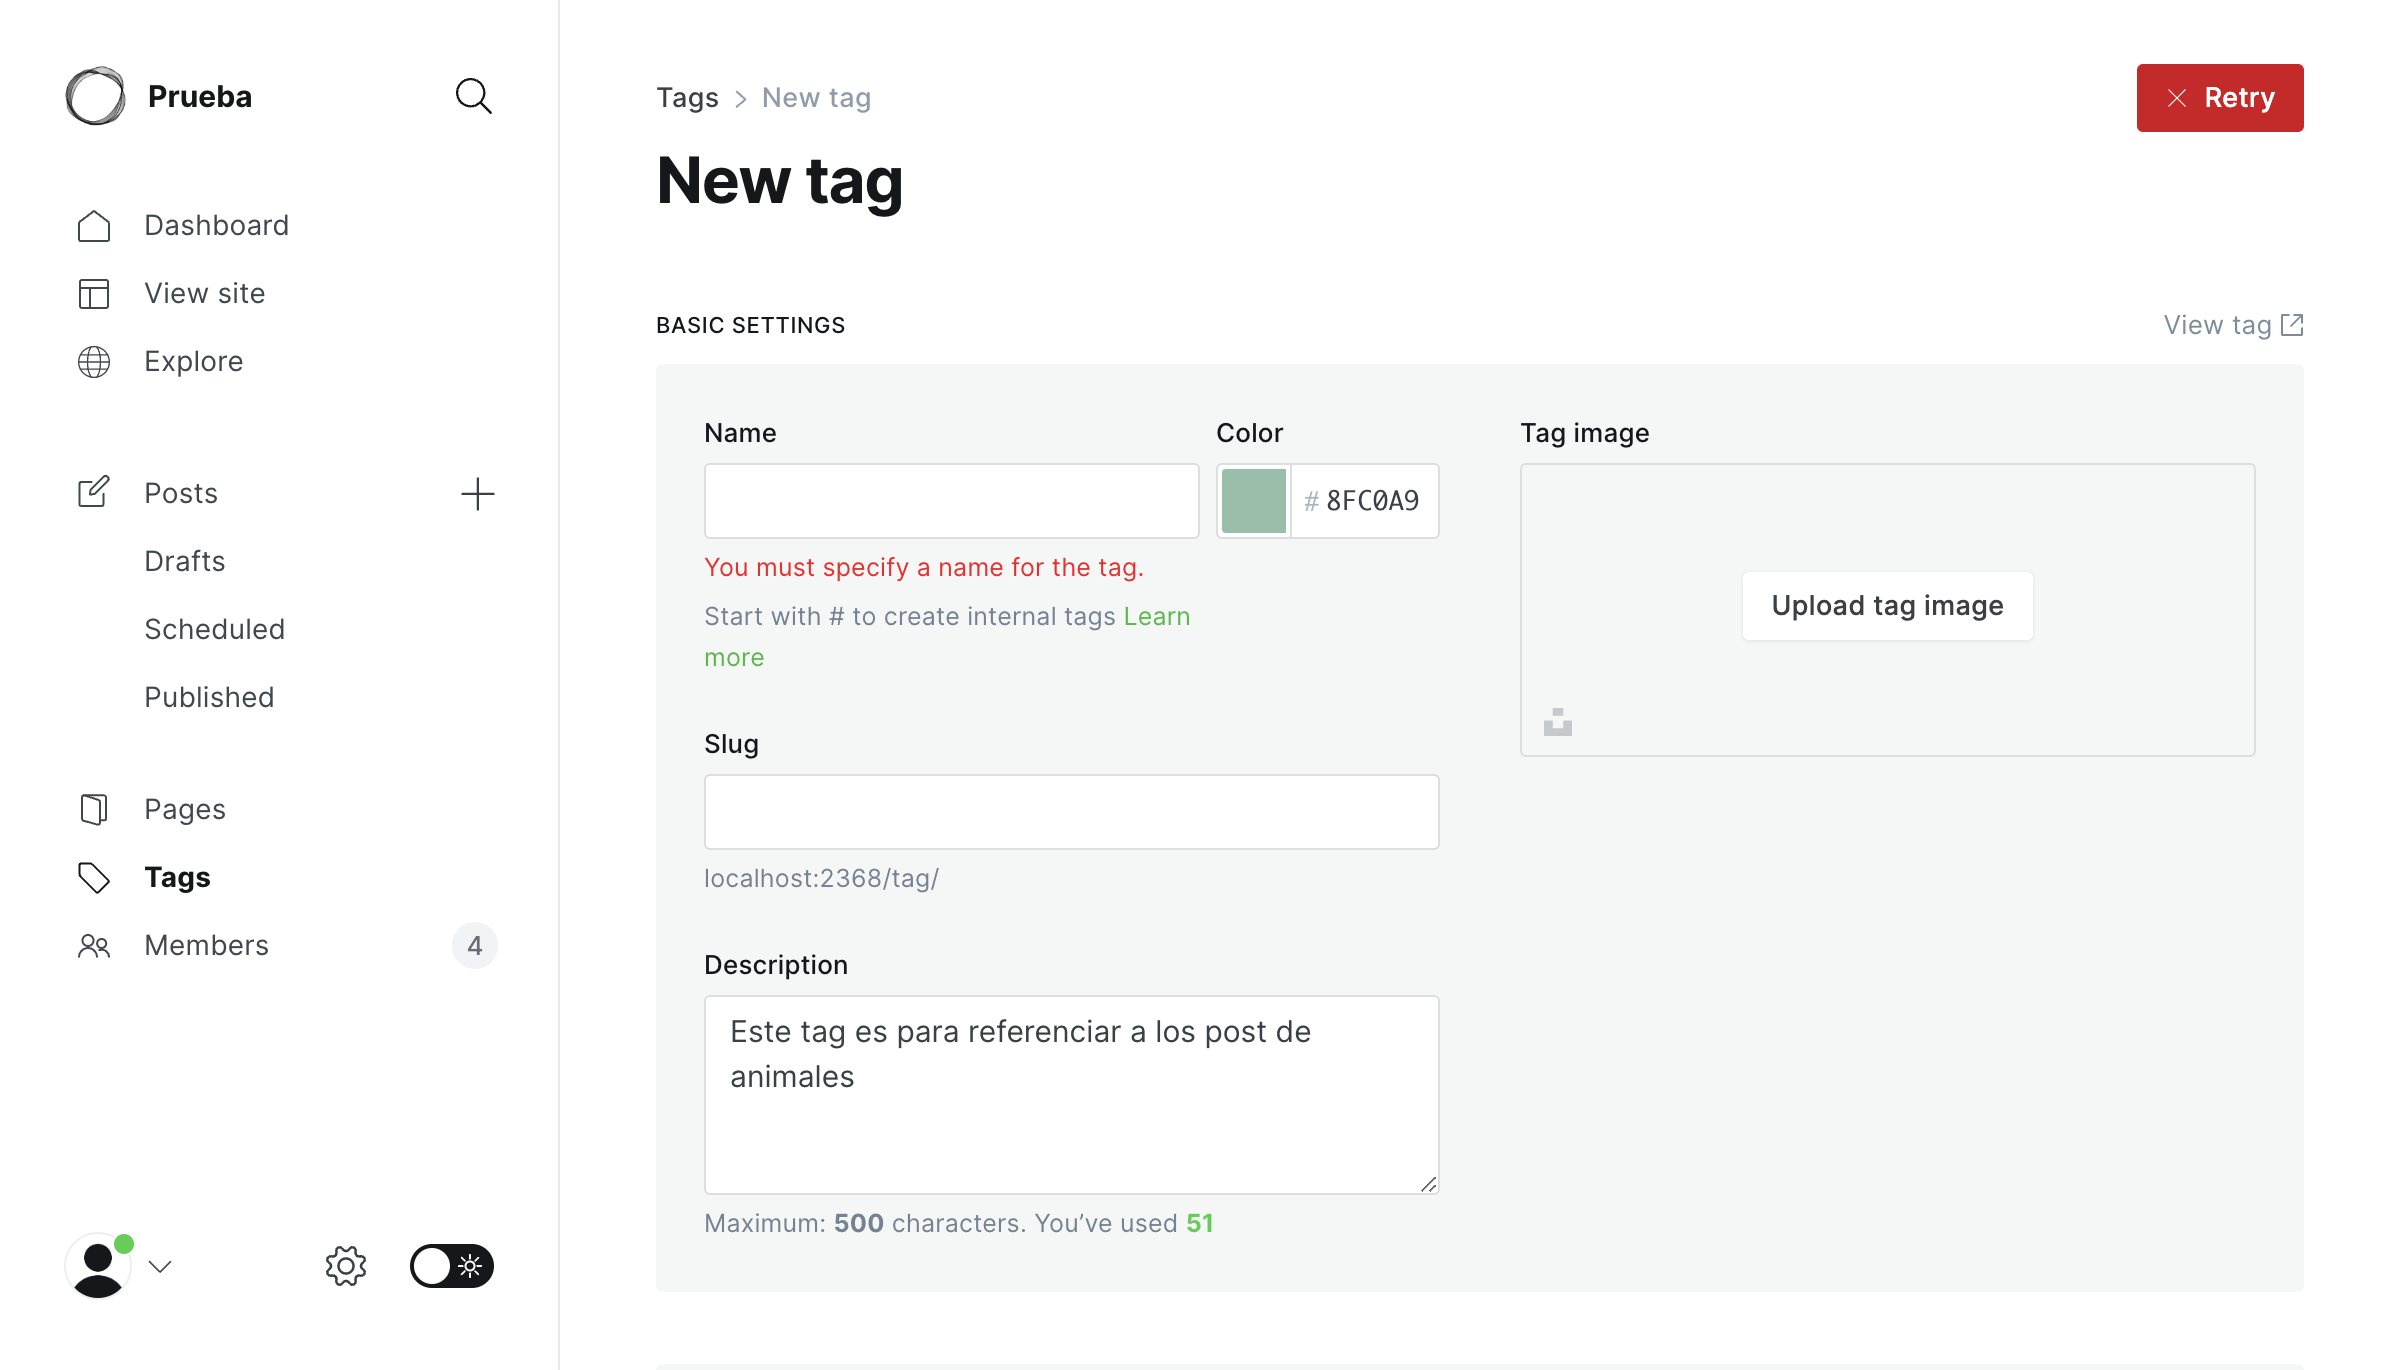 Prueba
Dashboard
View site
Explore
Posts
Drafts
Scheduled
Published
Pages
Tags
Members
4
Tags > New tag
Retry
New tag
BASIC SETTINGS
View tag
Name
Color
Tag image
# 8FC0A9
You must specify a name for the tag.
Start with # to create internal tags Learn
more
Upload tag image
Slug
localhost:2368/tag/
Description
Este tag es para referenciar a los post de
animales
Maximum: 500 characters. You’ve used 51